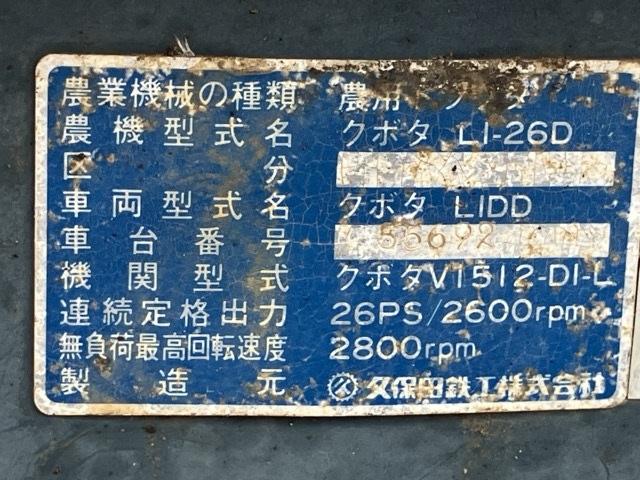 農業機械の種類 農用トラクタ
農機型式名 クボタ L1-26D
区分
車両型式名 クボタ L1DD
車台番号 55692
機関型式 クボタV1512-DI-L
連続定格出力 26PS/2600rpm
無負荷最高回転速度 2800rpm
製造元 久保田鉄工株式会社